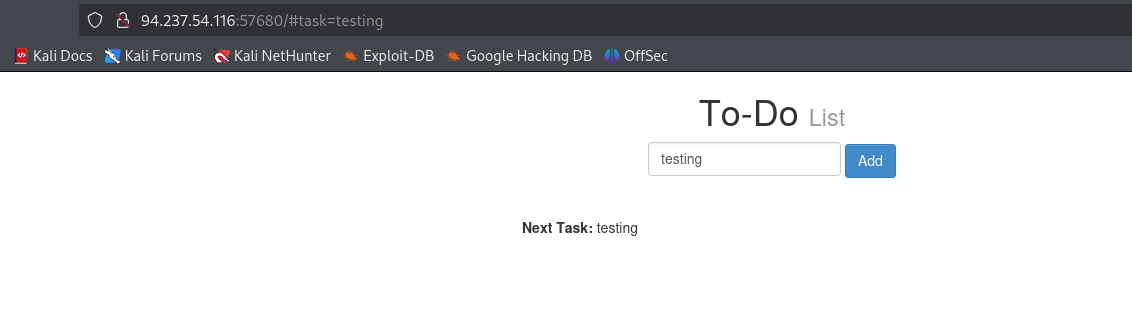 94.237.54.116:57680/#task=testing
Kali Docs Kali Forums Kali NetHunter Exploit-DB Google Hacking DB OffSec
To-Do List
testing Add
Next Task: testing